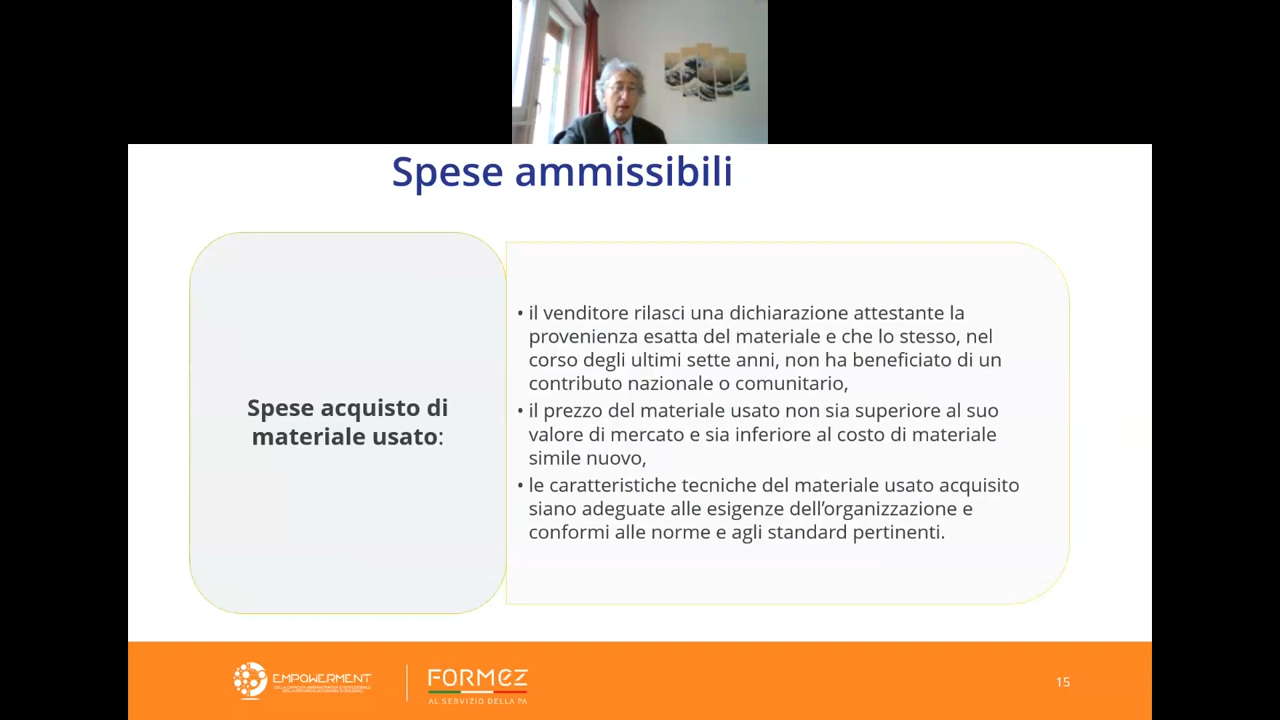 Spese ammissibili
Spese acquisto di
materiale usato:
• il venditore rilasci una dichiarazione attestante la
provenienza esatta del materiale e che lo stesso, nel
corso degli ultimi sette anni, non ha beneficiato di un
contributo nazionale o comunitario,
• il prezzo del materiale usato non sia superiore al suo
valore di mercato e sia inferiore al costo di materiale
simile nuovo,
• le caratteristiche tecniche del materiale usato acquisito
siano adeguate alle esigenze dell’organizzazione e
conformi alle norme e agli standard pertinenti.
EMPOWERMENT
FORMEZ
AL SERVIZIO DELLA PA
15